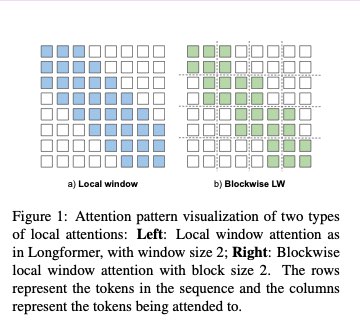 a) Local window
b) Blockwise LW
Figure 1: Attention pattern visualization of two types
of local attentions: Left: Local window attention as
in Longformer, with window size 2; Right: Blockwise
local window attention with block size 2. The rows
represent the tokens in the sequence and the columns
represent the tokens being attended to.